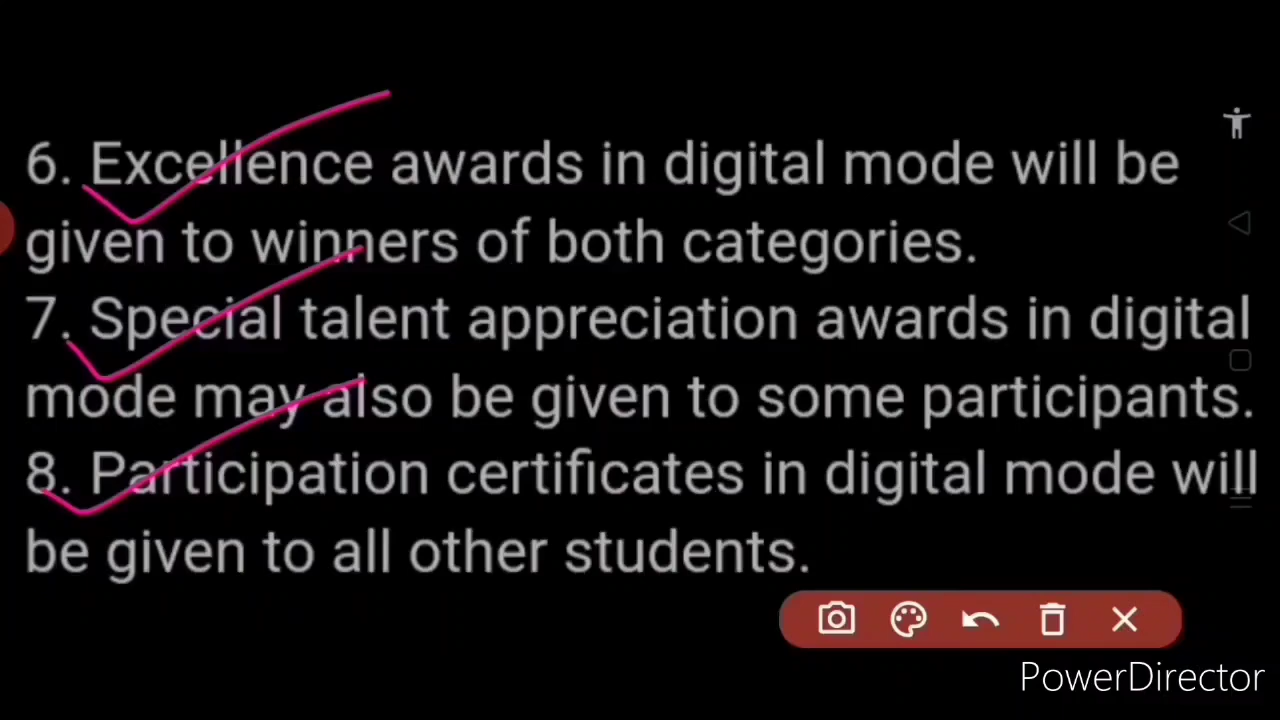 6. Excellence awards in digital mode will be
given to winners of both categories.
7. Special talent appreciation awards in digital
mode may also be given to some participants.
8. Participation certificates in digital mode will
be given to all other students.
PowerDirector